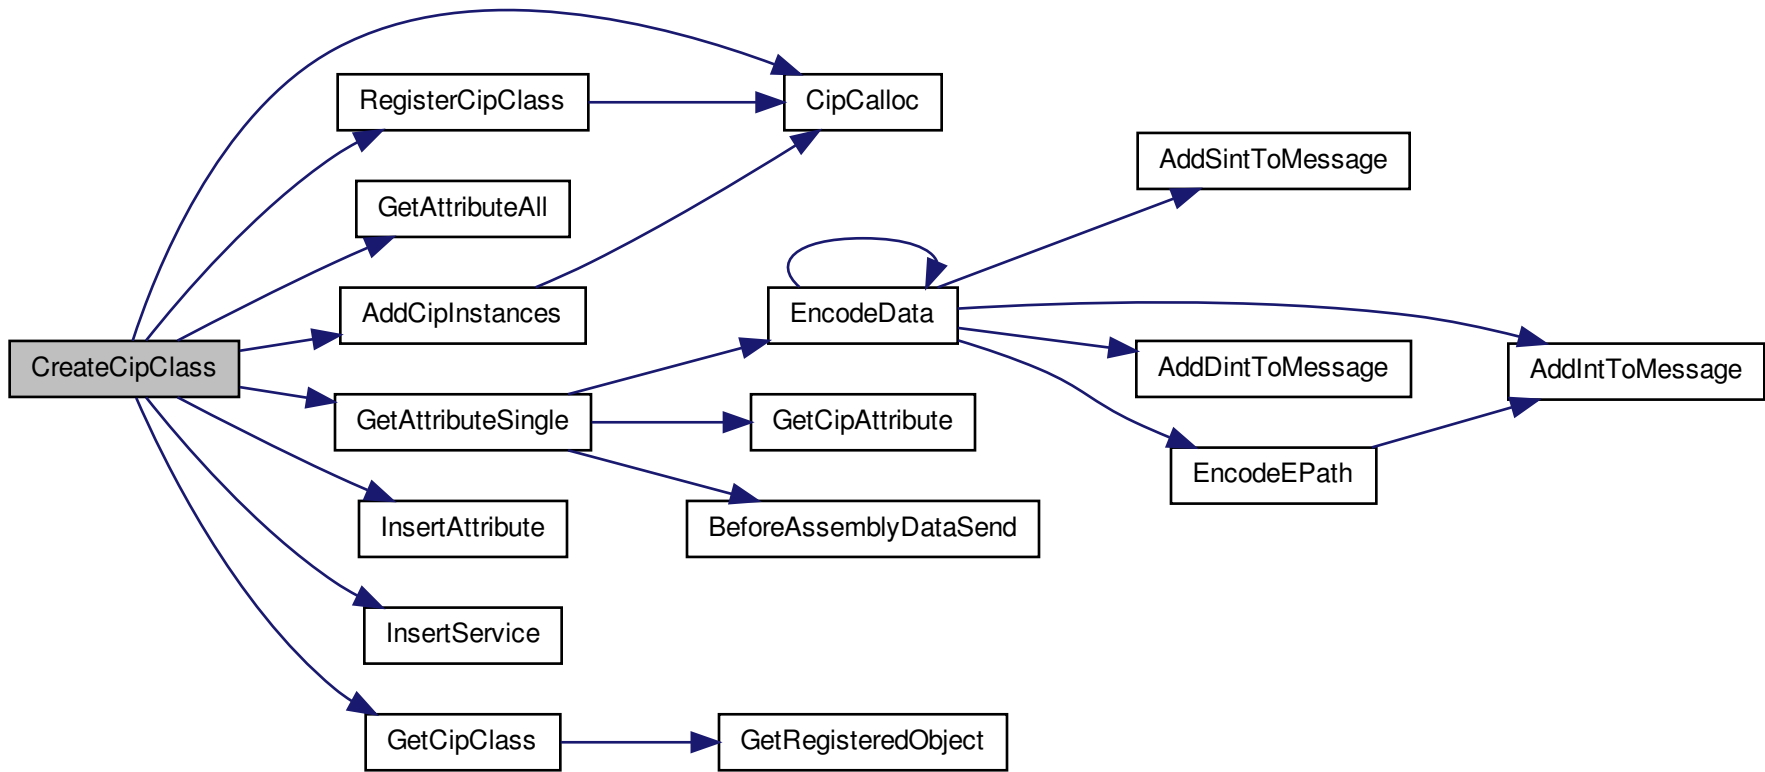 RegisterCipClass
CipCalloc
AddSintToMessage
GetAttributeAll
AddCipInstances
EncodeData
CreateCipClass
AddDintToMessage
AddIntToMessage
GetAttributeSingle
GetCipAttribute
EncodeEPath
InsertAttribute
BeforeAssemblyDataSend
InsertService
GetCipClass
GetRegisteredObject